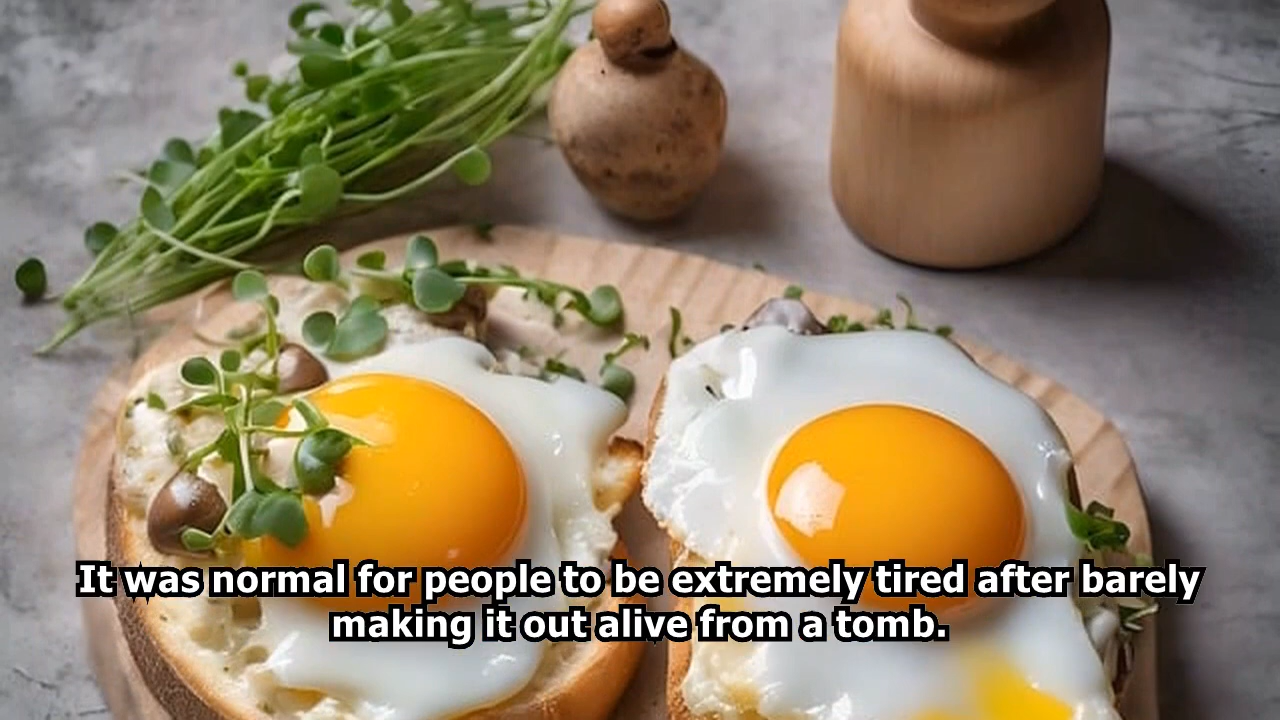 It was normal for people to be extremely tired after barely
making it out alive from a tomb.